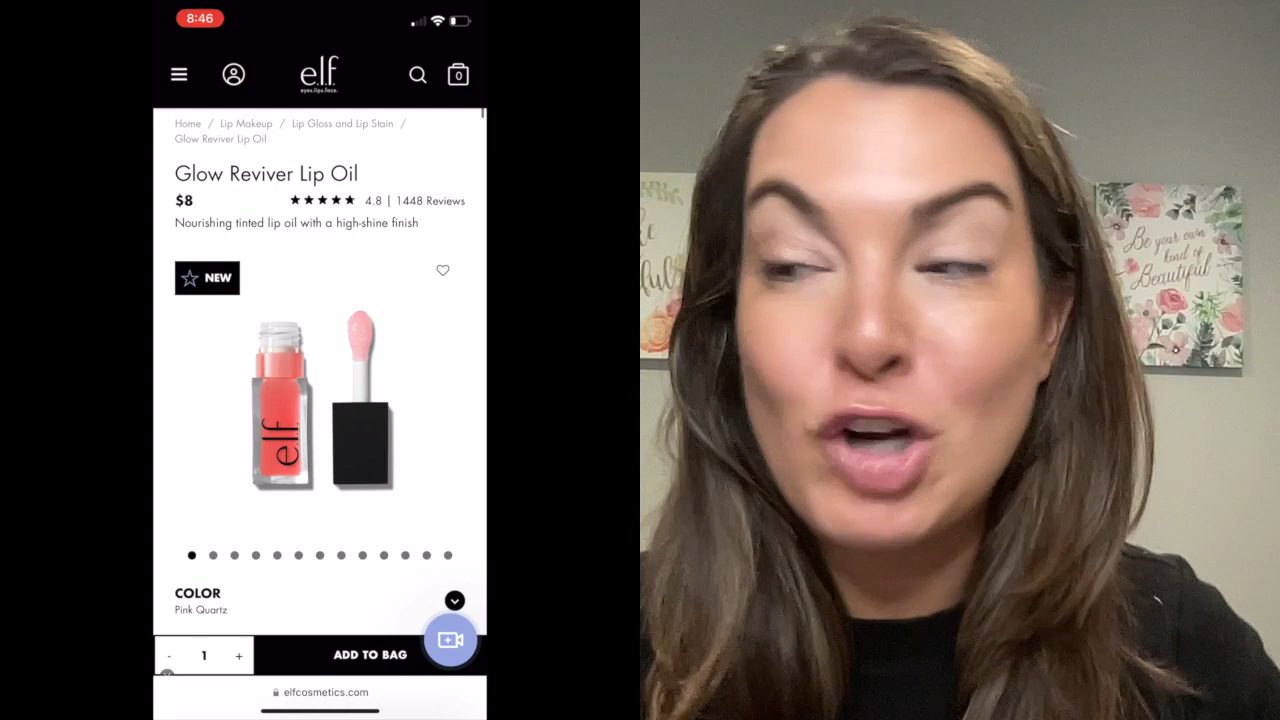 8:46
e.l.f.
eyes.lips.face.
0
Home / Lip Makeup / Lip Gloss and Lip Stain /
Glow Reviver Lip Oil
Glow Reviver Lip Oil
$8
4.8 | 1448 Reviews
Nourishing tinted lip oil with a high-shine finish
NEW
e.l.f.
COLOR
Pink Quartz
- 1 +
ADD TO BAG
elfcosmetics.com
Be your own
kind of
Beautiful